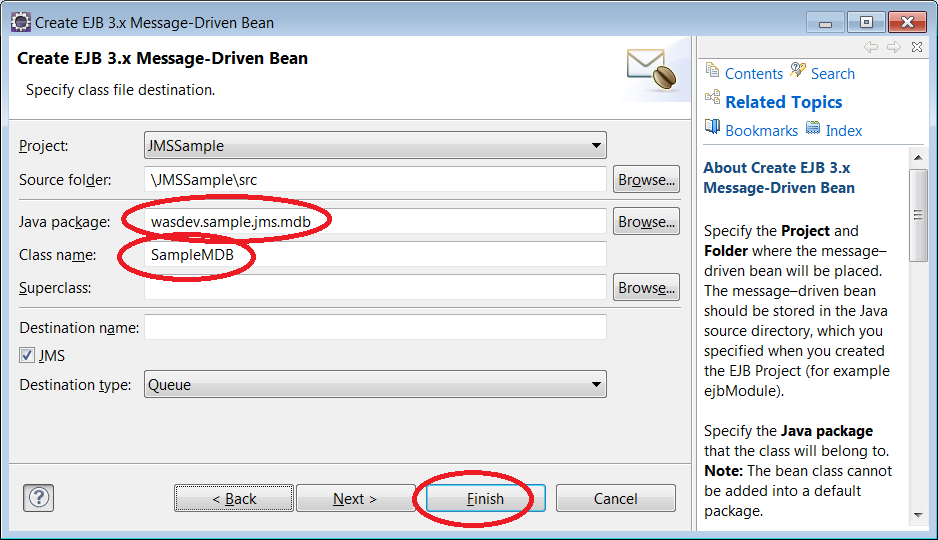 Create EJB 3.x Message-Driven Bean
Create EJB 3.x Message-Driven Bean
Specify class file destination.
Project:
JMSSample
Source folder:
\JMSSample\src
Browse...
Java package:
wasdev.sample.jms.mdb
Browse...
Class name:
SampleMDB
Superclass:
Browse...
Destination name:
JMS
Destination type:
Queue
?
< Back
Next >
Finish
Cancel
Contents
Search
Related Topics
Bookmarks
Index
About Create EJB 3.x
Message-Driven Bean
Specify the Project and
Folder where the message–
driven bean will be placed.
The message–driven bean
should be stored in the Java
source directory, which you
specified when you created
the EJB Project (for example
ejbModule).
Specify the Java package
that the class will belong to.
Note: The bean class cannot
be added into a default
package.